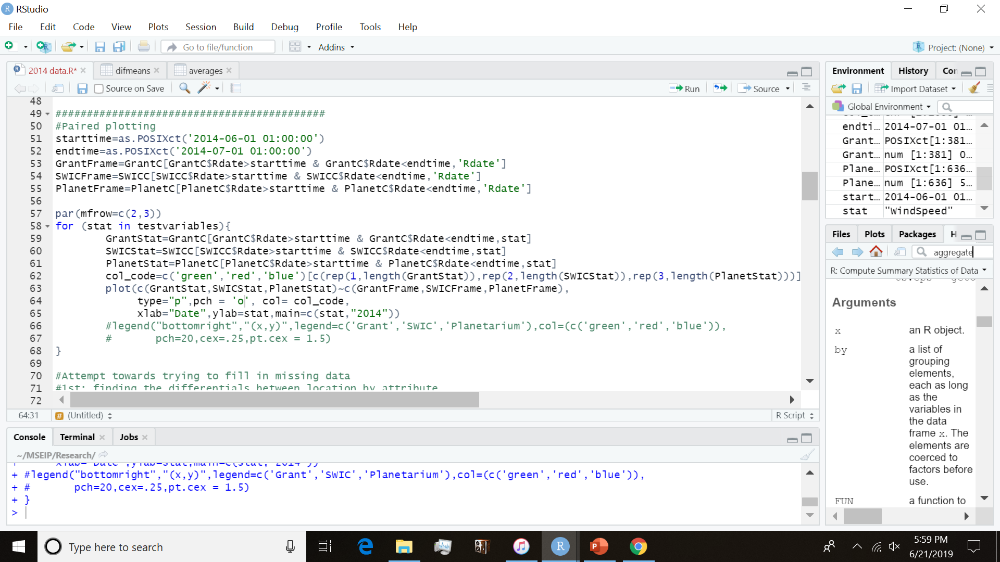 RStudio
File Edit Code View Plots Session Build Debug Profile Tools Help
Go to file/function Addins Project: (None)
2014 data.R* difmeans averages
Source on Save Run Source
48
49 ###########################################
50 #Paired plotting
51 starttime=as.POSIXct('2014-06-01 01:00:00')
52 endtime=as.POSIXct('2014-07-01 01:00:00')
53 GrantFrame=GrantC[GrantC$Rdate>starttime & GrantC$Rdate<endtime,'Rdate']
54 SWICFrame=SWICC[SWICC$Rdate>starttime & SWICC$Rdate<endtime,'Rdate']
55 PlanetFrame=PlanetC[PlanetC$Rdate>starttime & PlanetC$Rdate<endtime,'Rdate']
56
57 par(mfrow=c(2,3))
58 for (stat in testvariables){
59 GrantStat=GrantC[GrantC$Rdate>starttime & GrantC$Rdate<endtime,stat]
60 SWICStat=SWICC[SWICC$Rdate>starttime & SWICC$Rdate<endtime,stat]
61 PlanetStat=PlanetC[PlanetC$Rdate>starttime & PlanetC$Rdate<endtime,stat]
62 col_code=c('green','red','blue')[c(rep(1,length(GrantStat)),rep(2,length(SWICStat)),rep(3,length(PlanetStat)))]
63 plot(c(GrantStat,SWICStat,PlanetStat)~c(GrantFrame,SWICFrame,PlanetFrame),
64 type="p",pch = 'o', col= col_code,
65 xlab="Date",ylab=stat,main=c(stat,"2014"))
66 #legend("bottomright","(x,y)",legend=c('Grant','SWIC','Planetarium'),col=(c('green','red','blue')),
67 # pch=20,cex=.25,pt.cex = 1.5)
68 }
69
70 #Attempt towards trying to fill in missing data
71 #1st: finding the differentials between location by attribute
72
64:31 # (Untitled) R Script
Console Terminal Jobs
~/MSEIP/Research/
+ xlab="Date",ylab=stat,main=c(stat,"2014"))
+ #legend("bottomright","(x,y)",legend=c('Grant','SWIC','Planetarium'),col=(c('green','red','blue')),
+ # pch=20,cex=.25,pt.cex = 1.5)
+ }
>
Environment History Con
Import Dataset
Global Environment
endti… 2014-07-01 01…
Grant… POSIXct[1:381…
Grant… num [1:381] 0…
Plane… POSIXct[1:636…
Plane… num [1:636] 5…
start… 2014-06-01 01…
stat "WindSpeed"
Files Plots Packages H
aggregate
R: Compute Summary Statistics of Data
Arguments
x an R object.
by a list of
grouping
elements,
each as long
as the
variables in
the data
frame x. The
elements are
coerced to
factors before
use.
FUN a function to
Type here to search
5:59 PM
6/21/2019